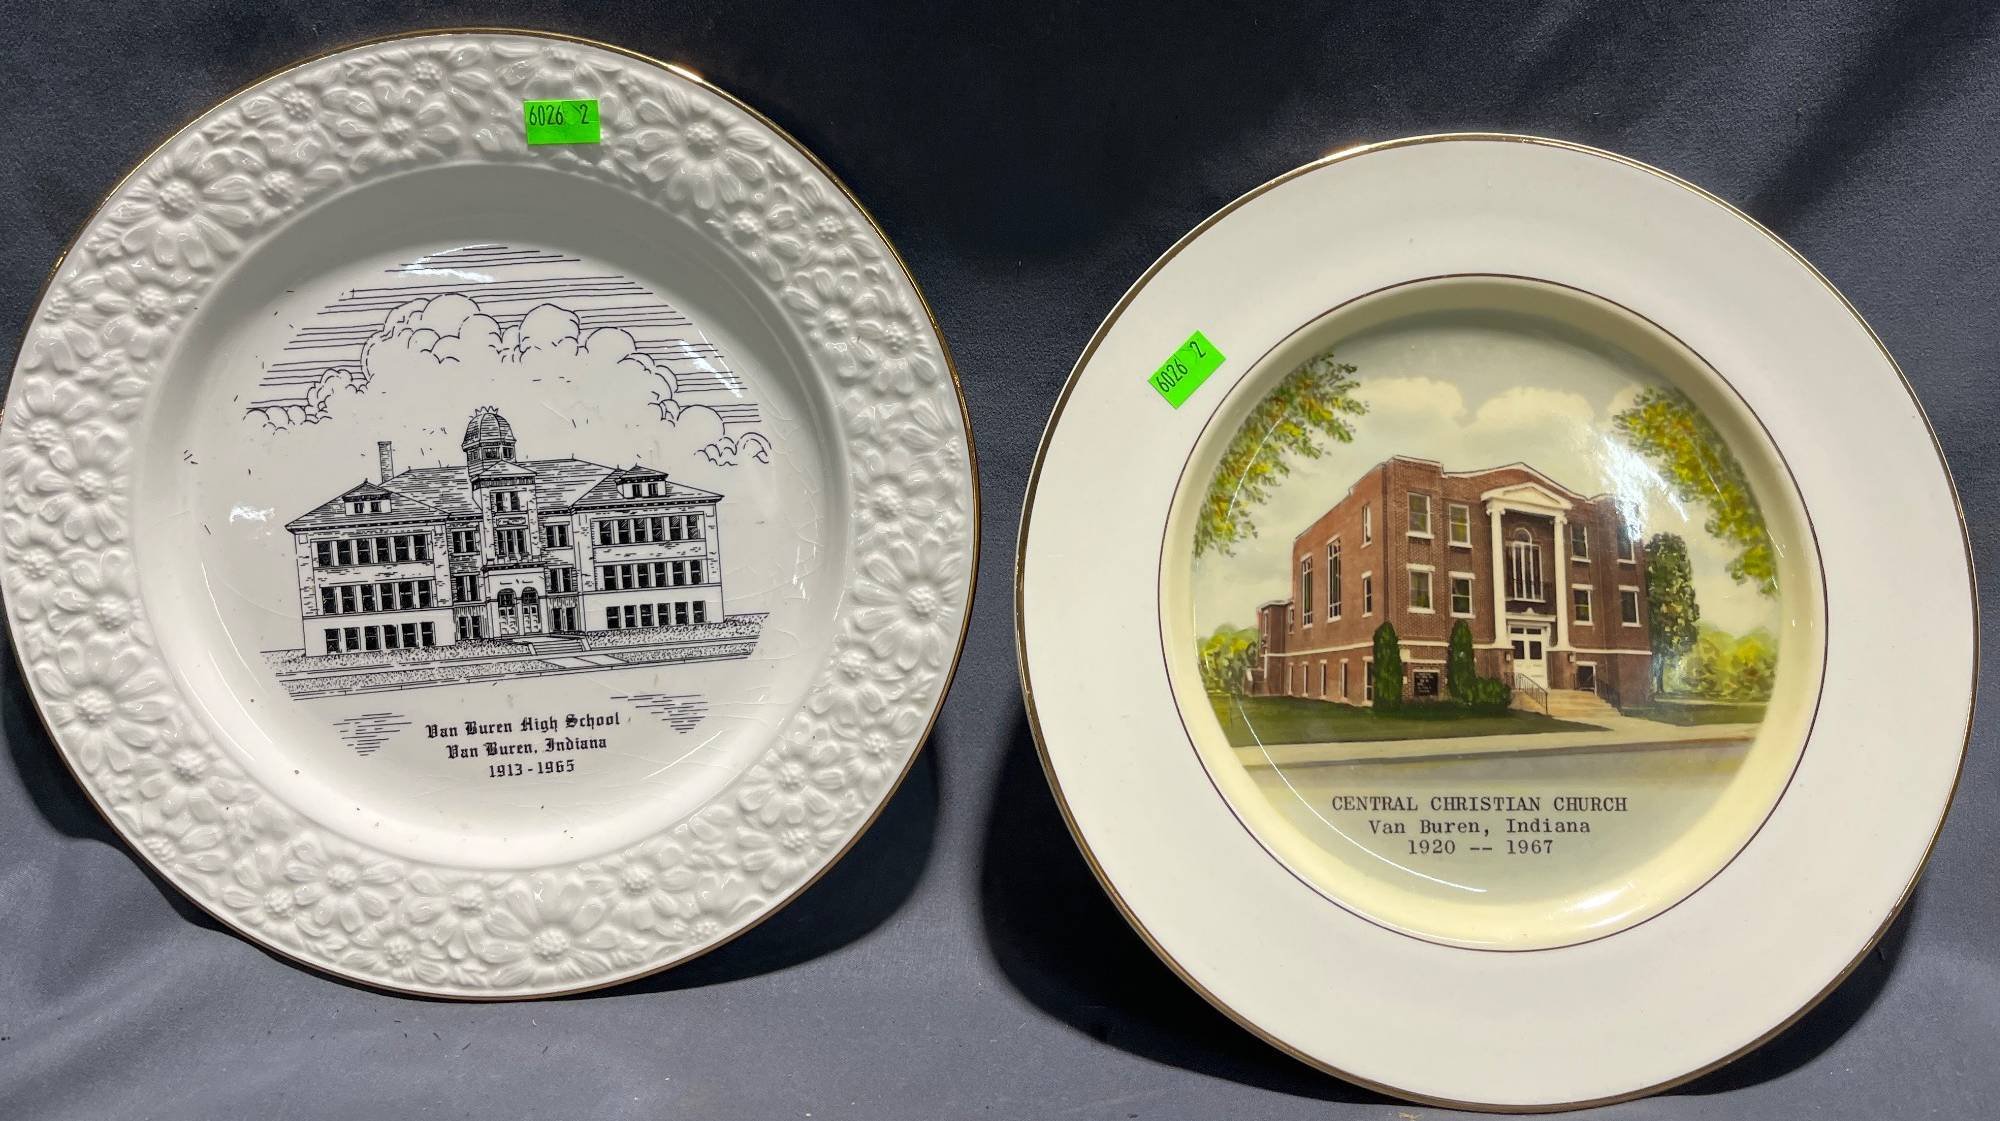 6026 2
Van Buren High School
Van Buren, Indiana
1913 - 1965
6026 2
CENTRAL CHRISTIAN CHURCH
Van Buren, Indiana
1920 -- 1967